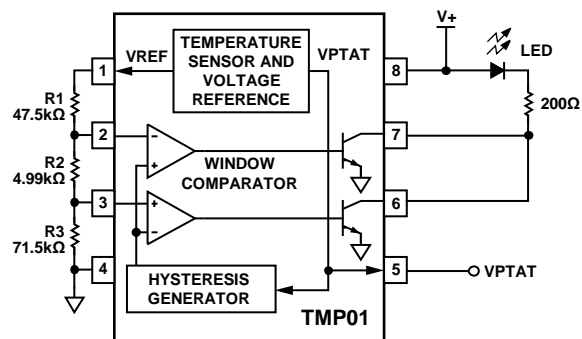 V+
LED
200Ω
TEMPERATURE
SENSOR AND
VOLTAGE
REFERENCE
VREF
VPTAT
1
8
R1
47.5kΩ
2
7
R2
4.99kΩ
WINDOW
COMPARATOR
3
6
R3
71.5kΩ
4
5
VPTAT
HYSTERESIS
GENERATOR
TMP01
−
+
+
−